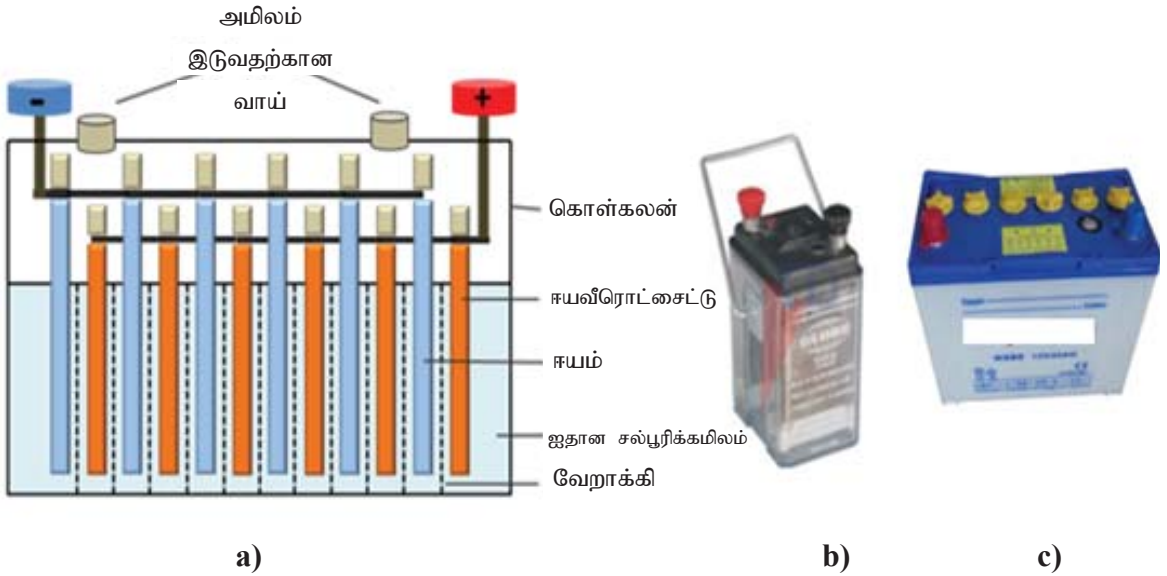 அமிலம்
இடுவதற்கான
வாய்
-
+
கொள்கலன்
ஈயவீரொட்சைட்டு
ஈயம்
ஐதான சல்பூரிக்கமிலம்
வேறாக்கி
a)
b)
c)